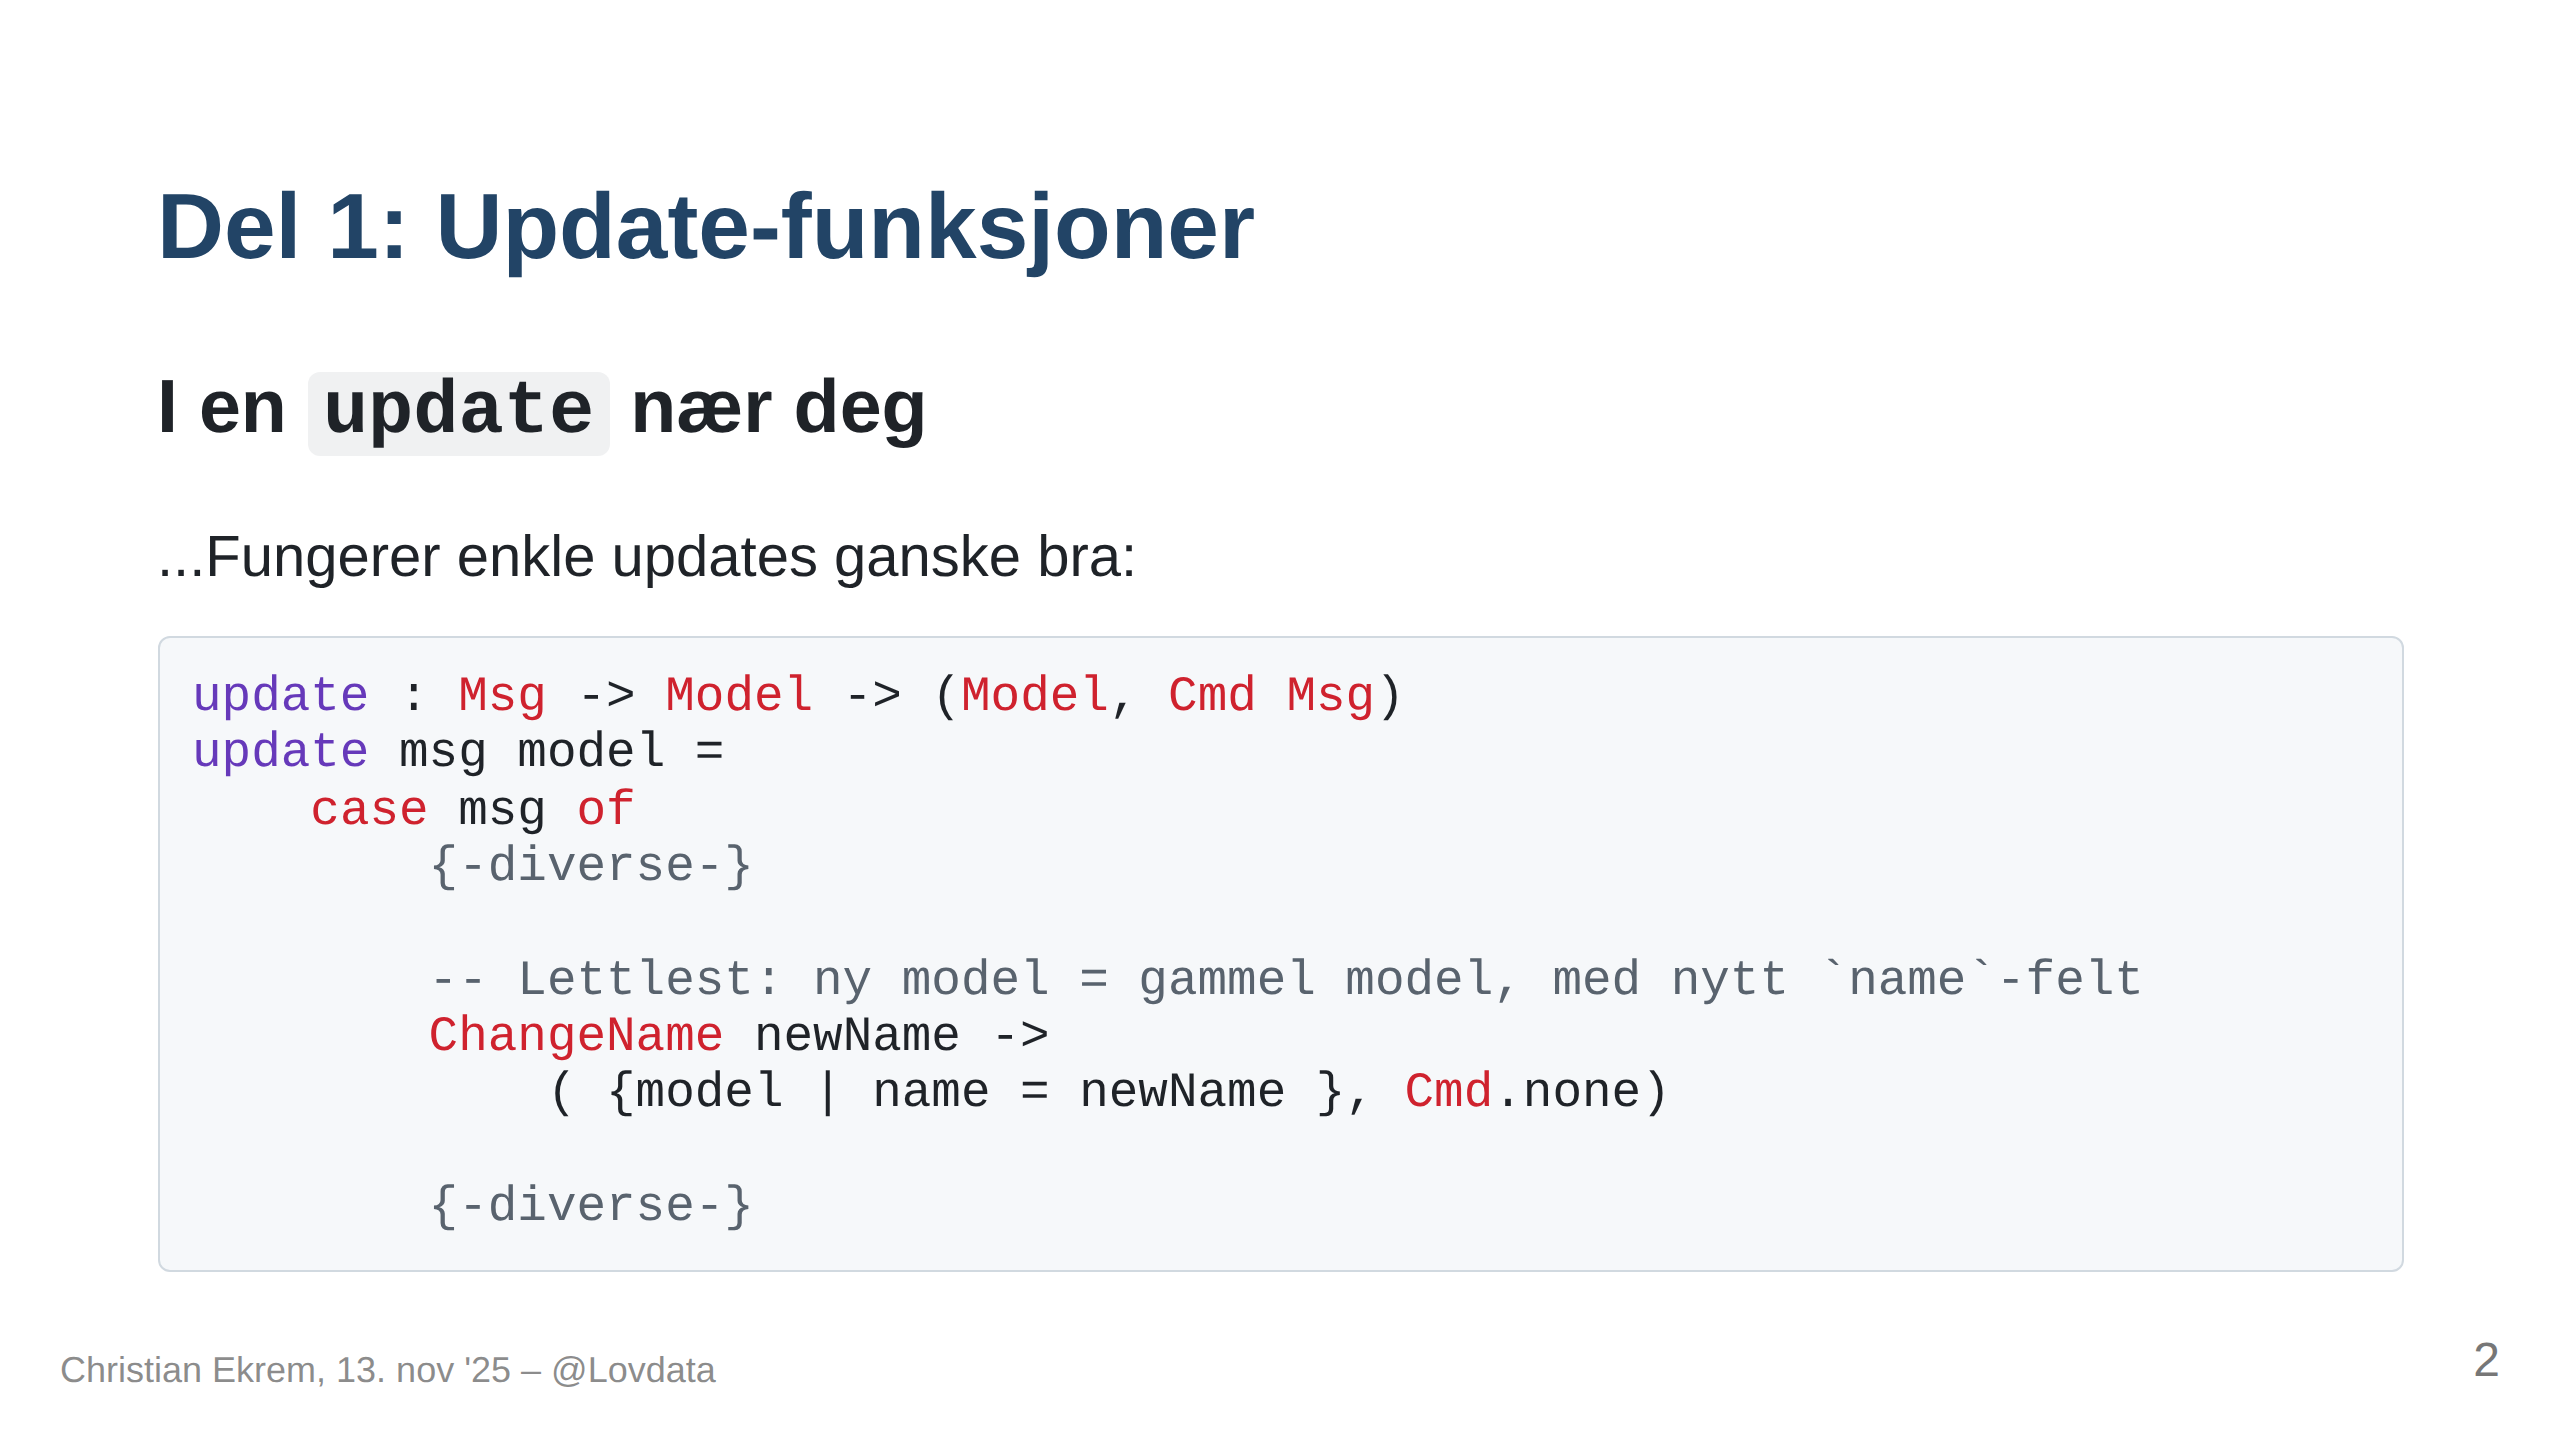 Del 1: Update-funksjoner
I en update nær deg
...Fungerer enkle updates ganske bra:
update : Msg -> Model -> (Model, Cmd Msg)
update msg model =
    case msg of
        {-diverse-}
        -- Lettlest: ny model = gammel model, med nytt `name`-felt
        ChangeName newName ->
            ( {model | name = newName }, Cmd.none)
        {-diverse-}
Christian Ekrem, 13. nov '25 – @Lovdata
2